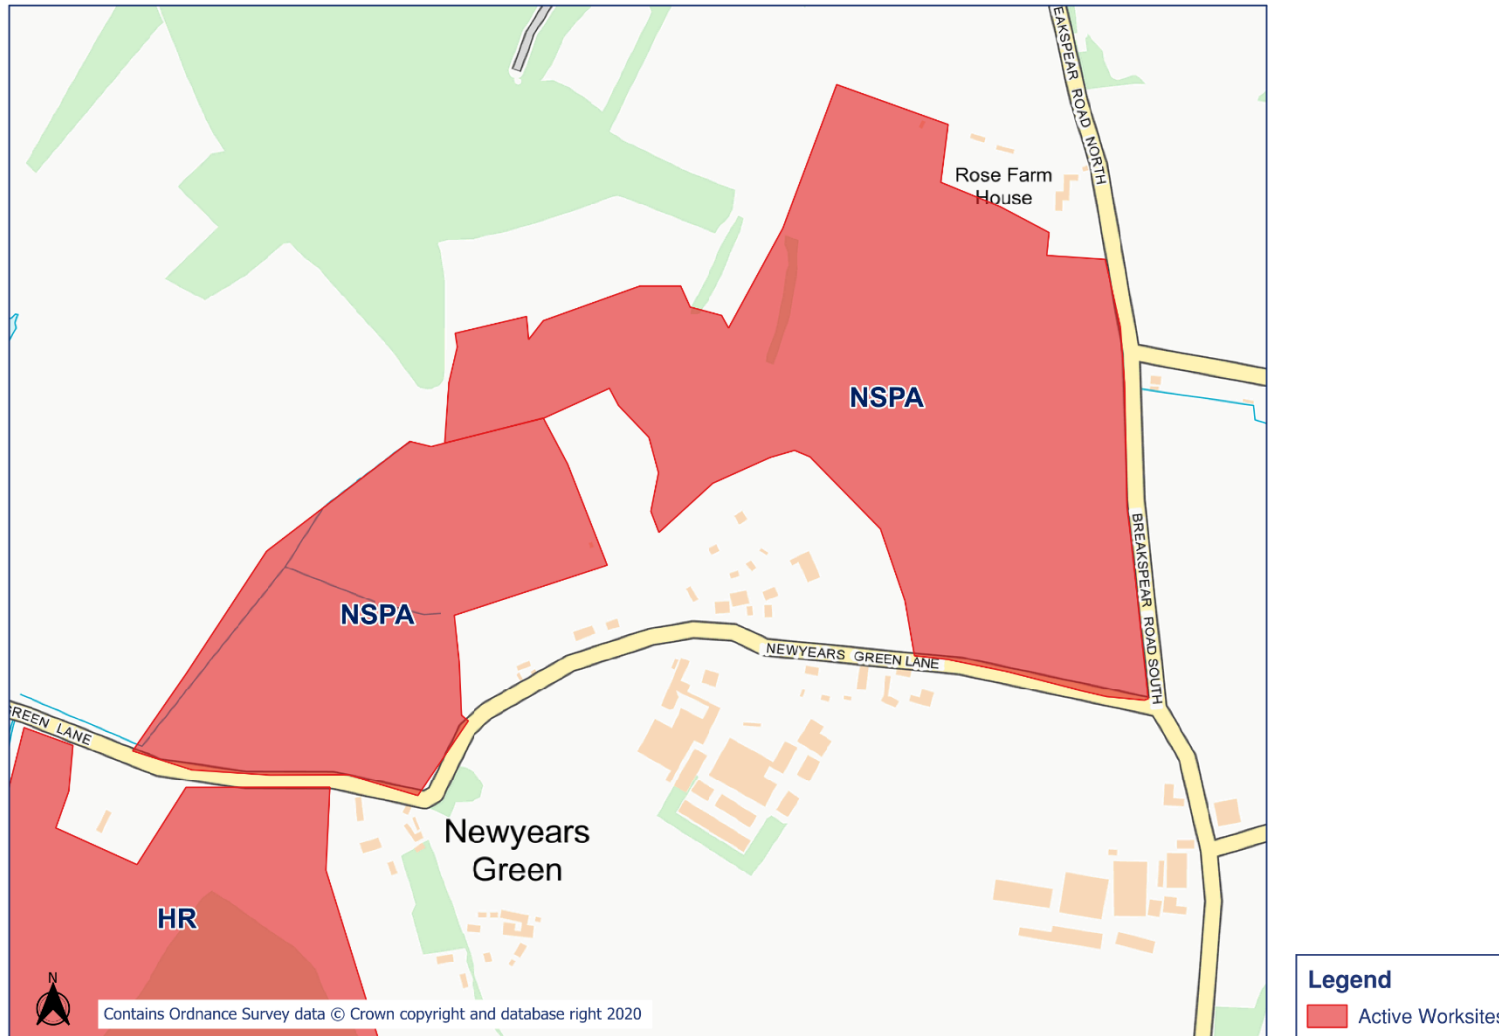 EAKSPEAR ROAD NORTH
Rose Farm
House
NSPA
BREAKSPEAR ROAD SOUTH
NSPA
NEWYEARS GREEN LANE
GREEN LANE
Newyears
Green
HR
N
Contains Ordnance Survey data © Crown copyright and database right 2020
Legend
Active Worksites